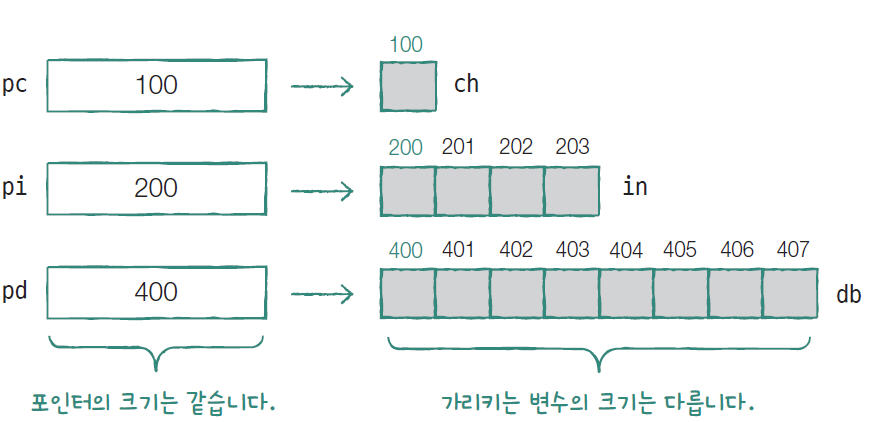 100
pc 100 ch
200 201 202 203
pi 200 in
400 401 402 403 404 405 406 407
pd 400 db
포인터의 크기는 같습니다. 가리키는 변수의 크기는 다릅니다.